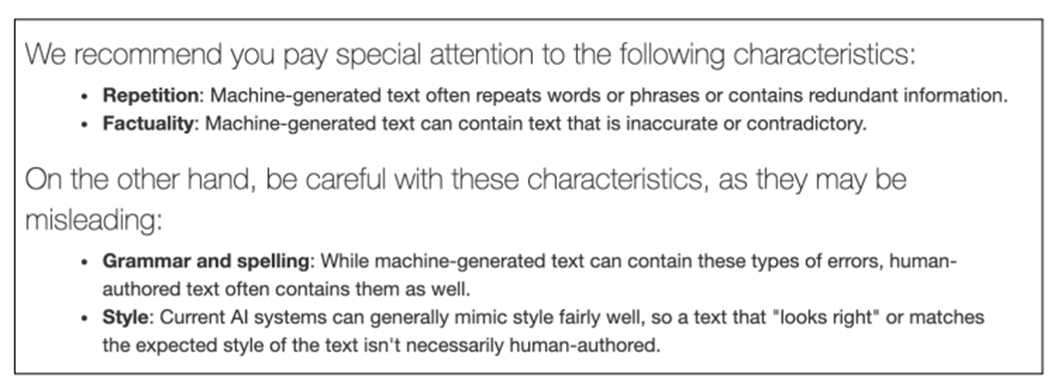 We recommend you pay special attention to the following characteristics:
• Repetition: Machine-generated text often repeats words or phrases or contains redundant information.
• Factuality: Machine-generated text can contain text that is inaccurate or contradictory.
On the other hand, be careful with these characteristics, as they may be
misleading:
• Grammar and spelling: While machine-generated text can contain these types of errors, human-
authored text often contains them as well.
• Style: Current AI systems can generally mimic style fairly well, so a text that "looks right" or matches
the expected style of the text isn't necessarily human-authored.